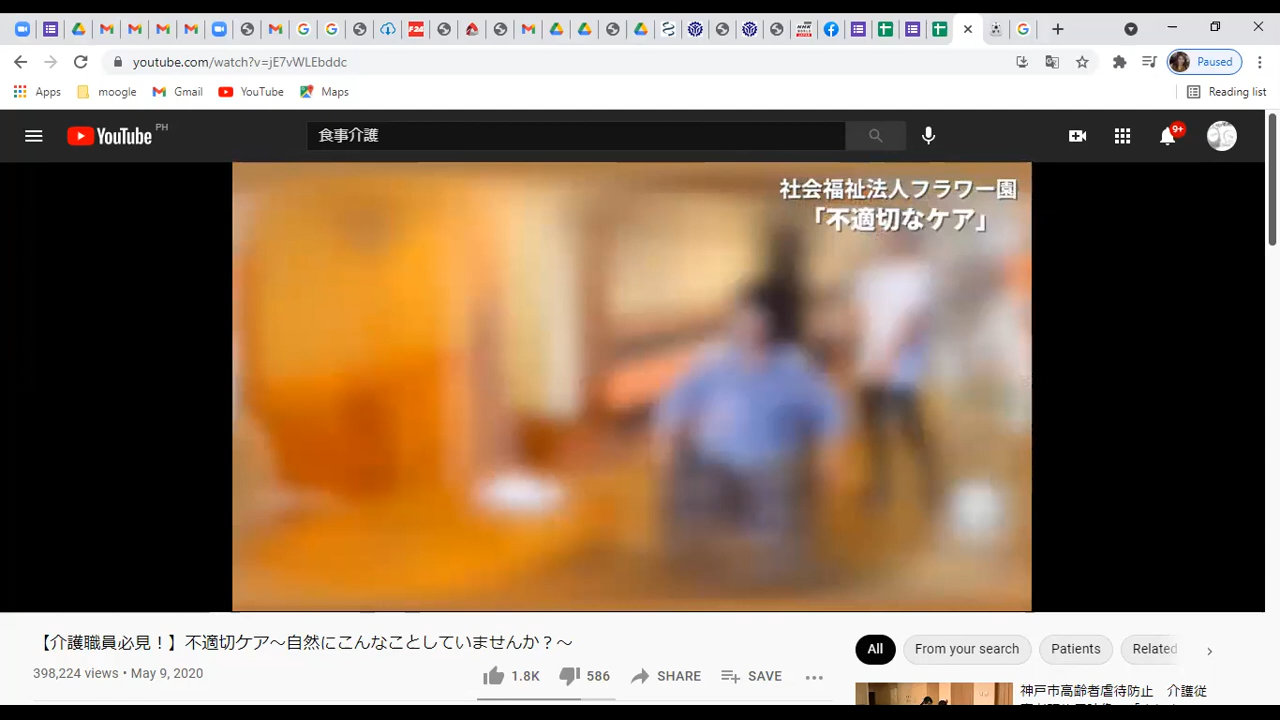 Paused
youtube.com/watch?v=jE7vWLEbddc
Apps
moogle
Gmail
YouTube
Maps
Reading list
YouTube PH
食事介護
9+
社会福祉法人フラワー園
「不適切なケア」
【介護職員必見！】不適切ケア～自然にこんなことしていませんか？～
398,224 views • May 9, 2020
1.8K
586
SHARE
SAVE
All
From your search
Patients
Related
神戸市高齢者虐待防止 介護従